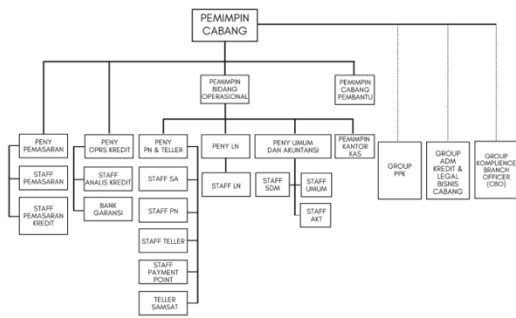 PEMIMPIN
CABANG
PEMIMPIN
BIDANG
OPERASIONAL
PEMIMPIN
CABANG
PEMBANTU
PENY
PEMASARAN
PENY
OPRS KREDIT
PENY
PN & TELLER
PENY LN
PENY UMUM
DAN AKUNTANSI
PEMIMPIN
KANTOR
KAS
GROUP
PPK
GROUP
ADM
KREDIT &
LEGAL
BISNIS
CABANG
GROUP
KOMPLIENCE
BRANCH
OFFICER
(CBO)
STAFF
PEMASARAN
STAFF
ANALIS KREDIT
STAFF SA
STAFF LN
STAFF
SDM
STAFF
UMUM
STAFF
PEMASARAN
KREDIT
BANK
GARANSI
STAFF PN
STAFF
AKT
STAFF TELLER
STAFF
PAYMENT
POINT
TELLER
SAMSAT